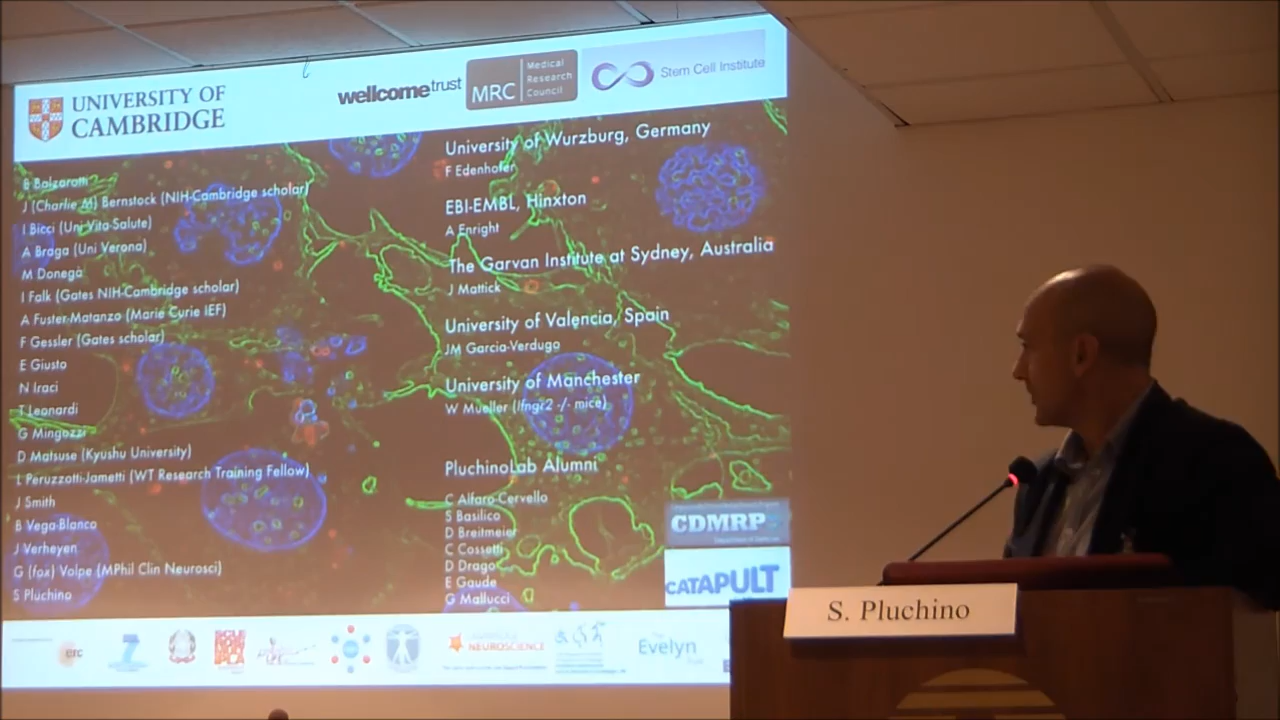 UNIVERSITY OF
CAMBRIDGE
wellcometrust
MRC
Medical
Research
Council
Stem Cell Institute
B Balzarotti
J (Charlie M) Bernstock (NIH-Cambridge scholar)
I Bicci (Uni Vita-Salute)
A Braga (Uni Verona)
M Donegà
I Falk (Gates NIH-Cambridge scholar)
A Fuster-Matanzo (Marie Curie IEF)
F Gessler (Gates scholar)
E Giusto
N Iraci
T Leonardi
G Mingozzi
D Matsuse (Kyushu University)
L Peruzzotti-Jametti (WT Research Training Fellow)
J Smith
B Vega-Blanco
J Verheyen
G (fox) Volpe (MPhil Clin Neurosci)
S Pluchino
University of Wurzburg, Germany
F Edenhofer
EBI-EMBL, Hinxton
A Enright
The Garvan Institute at Sydney, Australia
J Mattick
University of Valencia, Spain
JM Garcia-Verdugo
University of Manchester
W Mueller (Ifngr2 -/- mice)
PluchinoLab Alumni
C Alfaro-Cervello
S Basilico
D Breitmeier
C Cossetti
D Drago
E Gaude
G Mallucci
CDMRP
CATAPULT
erc
7
NEUROSCIENCE
Evelyn
S. Pluchino